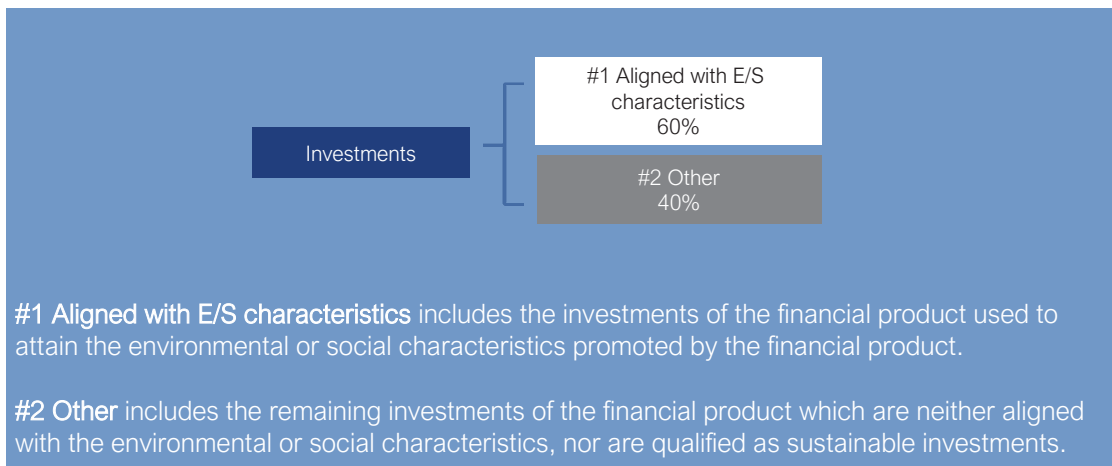 #1 Aligned with E/S
characteristics
60%
Investments
#2 Other
40%
#1 Aligned with E/S characteristics includes the investments of the financial product used to
attain the environmental or social characteristics promoted by the financial product.
#2 Other includes the remaining investments of the financial product which are neither aligned
with the environmental or social characteristics, nor are qualified as sustainable investments.